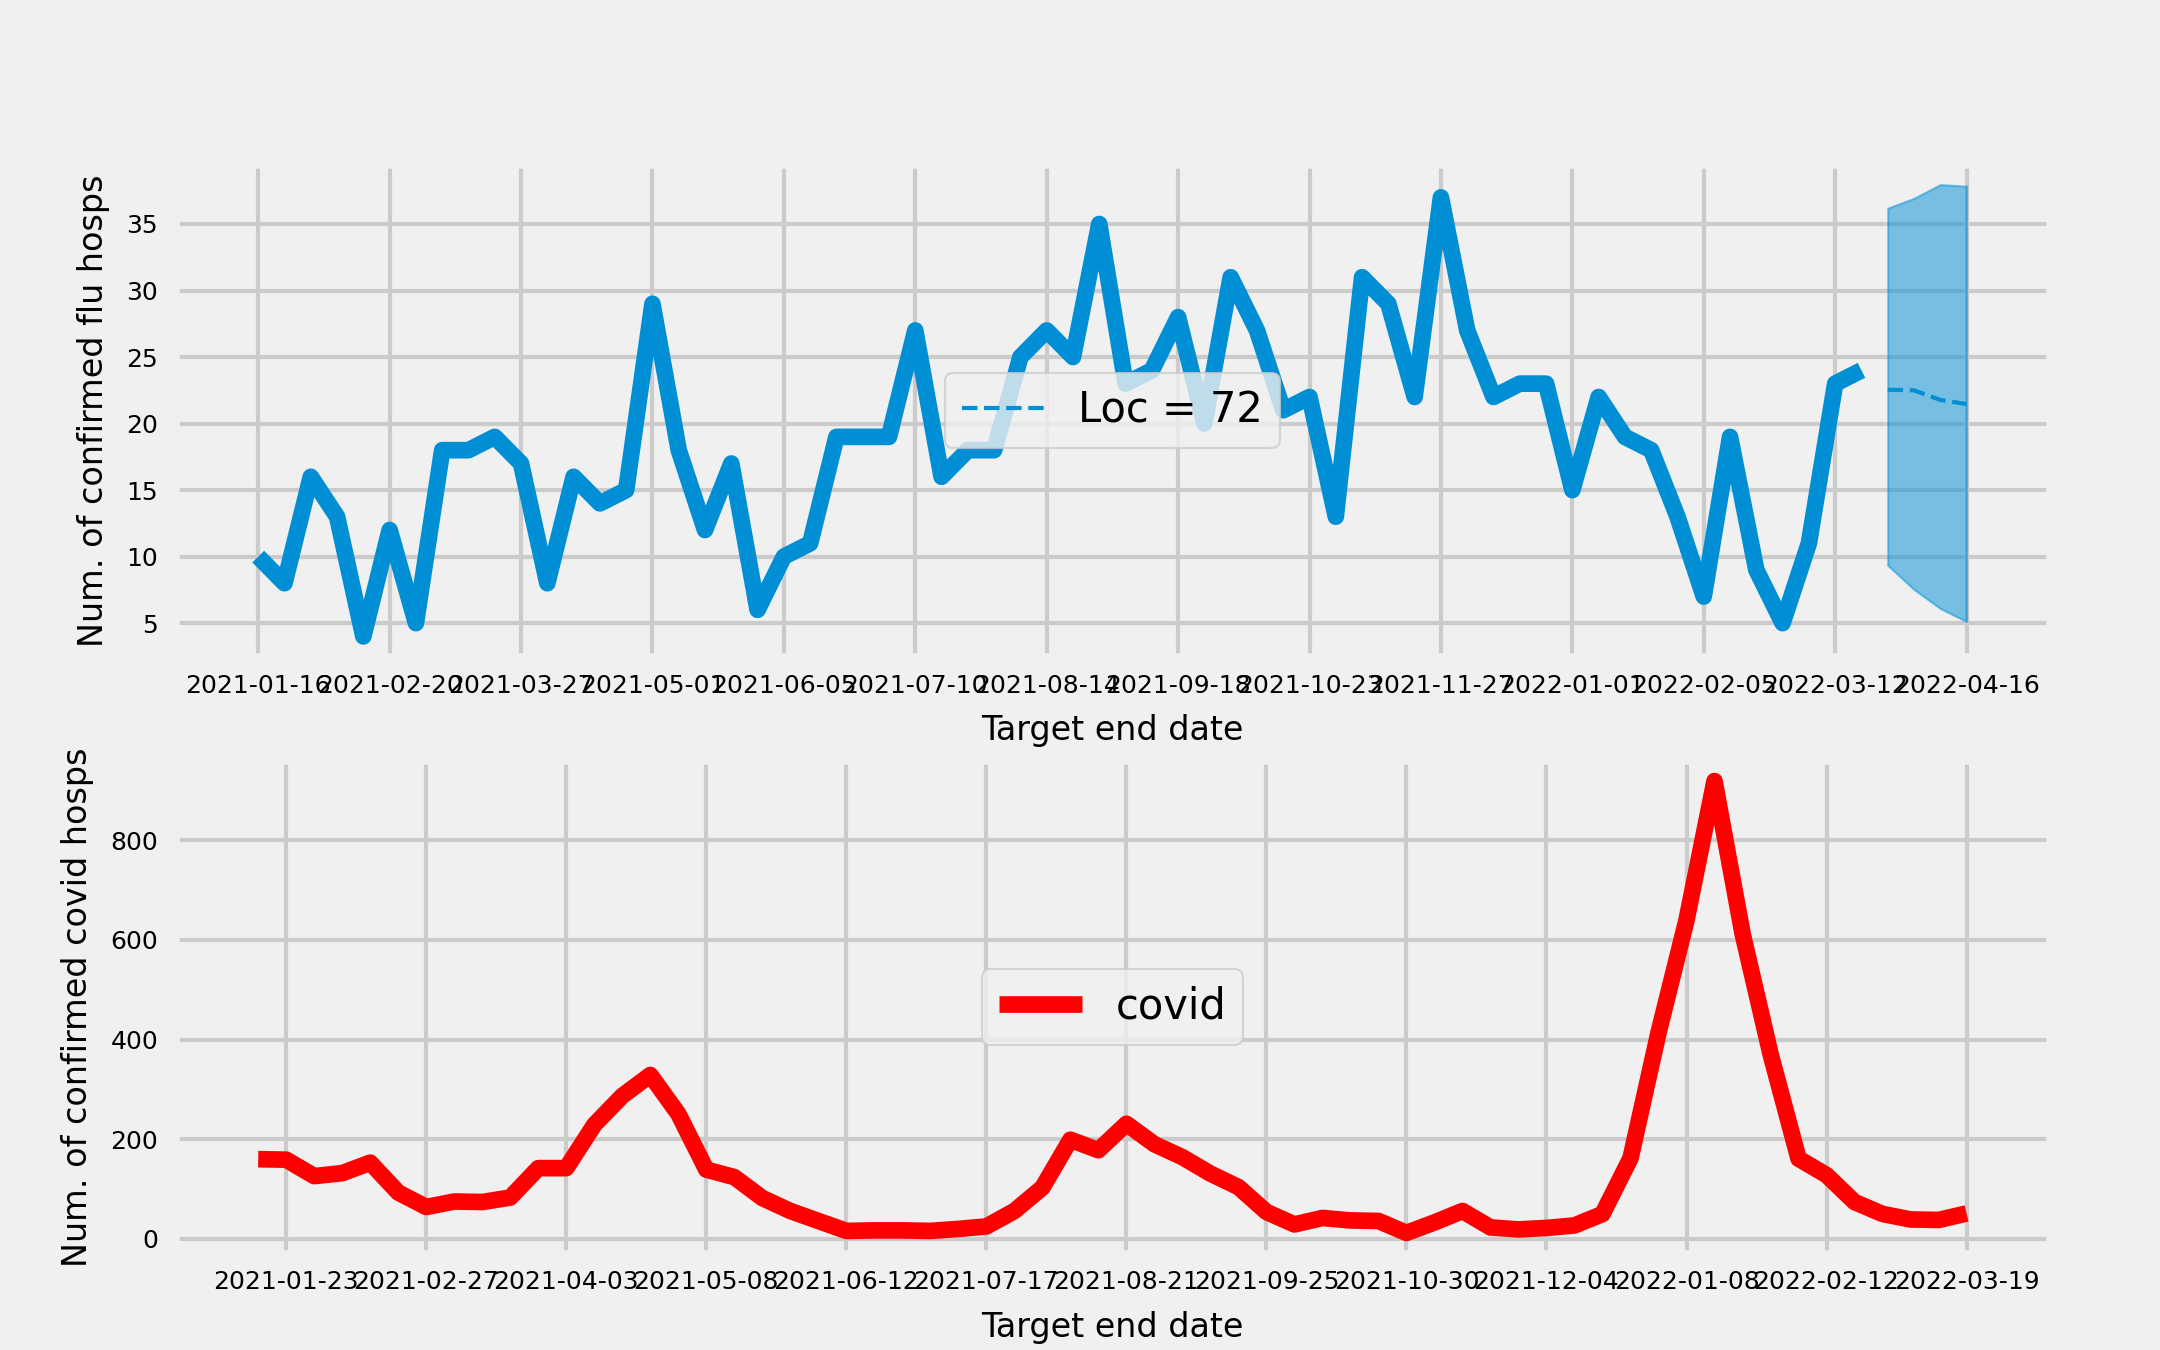 Num. of confirmed flu hosps
35
30
25
20
15
10
5
Loc = 72
2021-01-16 2021-02-20 2021-03-27 2021-05-01 2021-06-05 2021-07-10 2021-08-14 2021-09-18 2021-10-23 2021-11-27 2022-01-01 2022-02-05 2022-03-12 2022-04-16
Target end date
Num. of confirmed covid hosps
800
600
400
200
0
covid
2021-01-23 2021-02-27 2021-04-03 2021-05-08 2021-06-12 2021-07-17 2021-08-21 2021-09-25 2021-10-30 2021-12-04 2022-01-08 2022-02-12 2022-03-19
Target end date